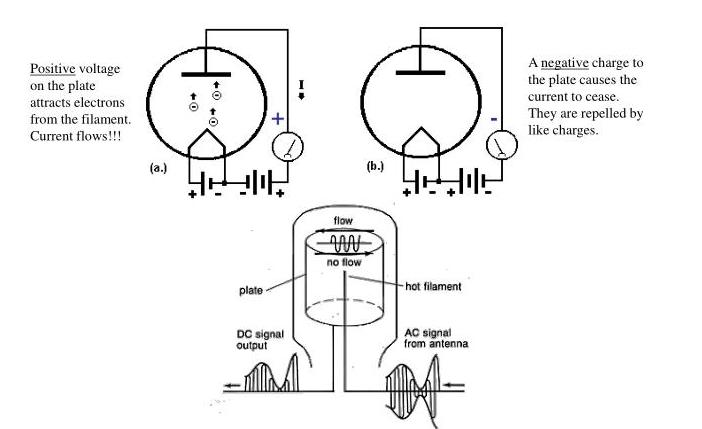 Positive voltage
on the plate
attracts electrons
from the filament.
Current flows!!!
(a.)
+
I
+
-
-
+
(b.)
-
+
-
+
-
A negative charge to
the plate causes the
current to cease.
They are repelled by
like charges.
flow
no flow
plate
hot filament
DC signal
output
AC signal
from antenna